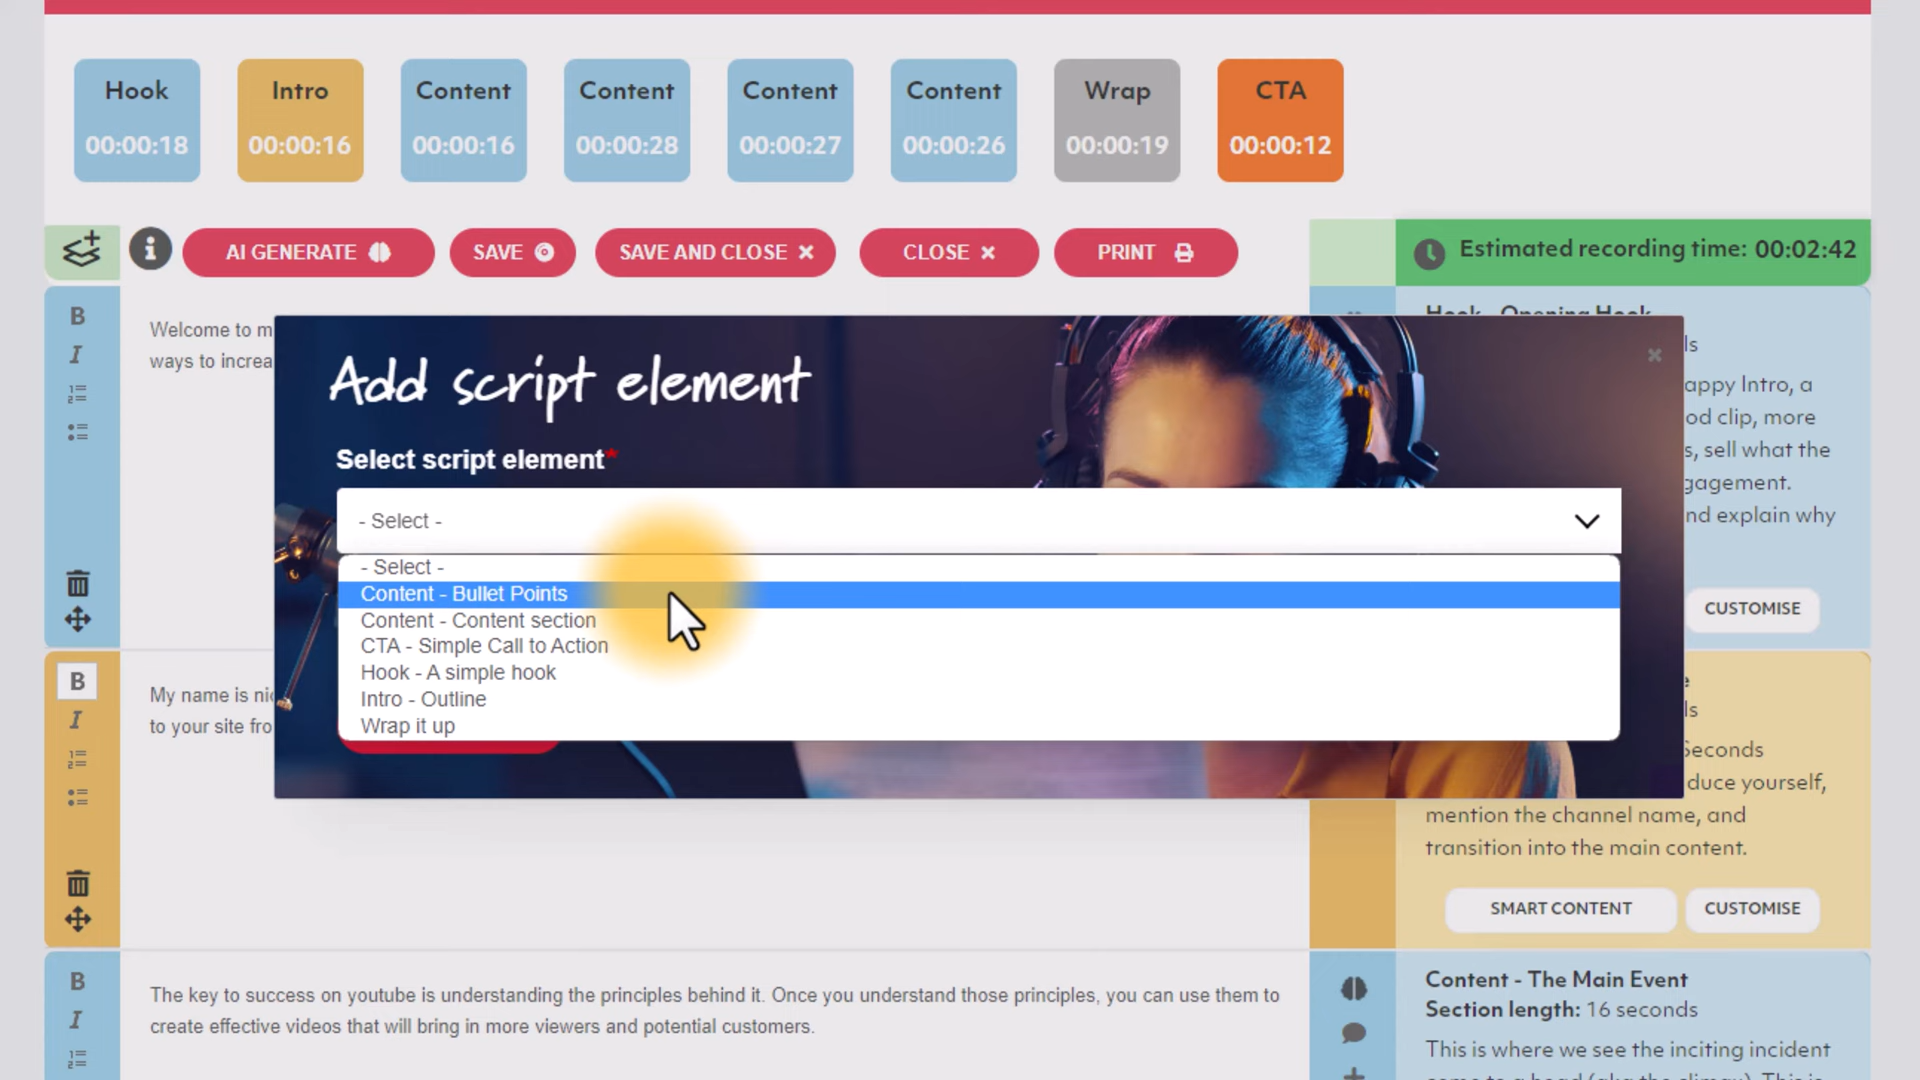 Hook
00:00:18
Intro
00:00:16
Content
00:00:16
Content
00:00:28
Content
00:00:27
Content
00:00:26
Wrap
00:00:19
CTA
00:00:12
AI GENERATE
SAVE
SAVE AND CLOSE
CLOSE
PRINT
Estimated recording time: 00:02:42
Hook - Opening Hook
Welcome to m
ways to increa
B
I
Add script element
Select script element*
- Select -
- Select -
Content - Bullet Points
Content - Content section
CTA - Simple Call to Action
Hook - A simple hook
Intro - Outline
Wrap it up
ls
appy Intro, a
od clip, more
s, sell what the
gagement.
nd explain why
CUSTOMISE
B
I
My name is nic
to your site fro
ls
Seconds
duce yourself,
mention the channel name, and
transition into the main content.
SMART CONTENT
CUSTOMISE
B
I
The key to success on youtube is understanding the principles behind it. Once you understand those principles, you can use them to
create effective videos that will bring in more viewers and potential customers.
Content - The Main Event
Section length: 16 seconds
This is where we see the inciting incident